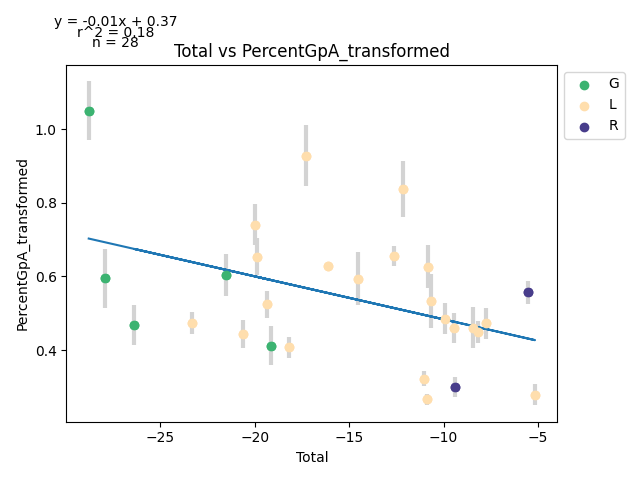 y = -0.01x + 0.37
r^2 = 0.18
n = 28
Total vs PercentGpA_transformed
G
L
R
PercentGpA_transformed
1.0
0.8
0.6
0.4
−25
−20
−15
−10
−5
Total